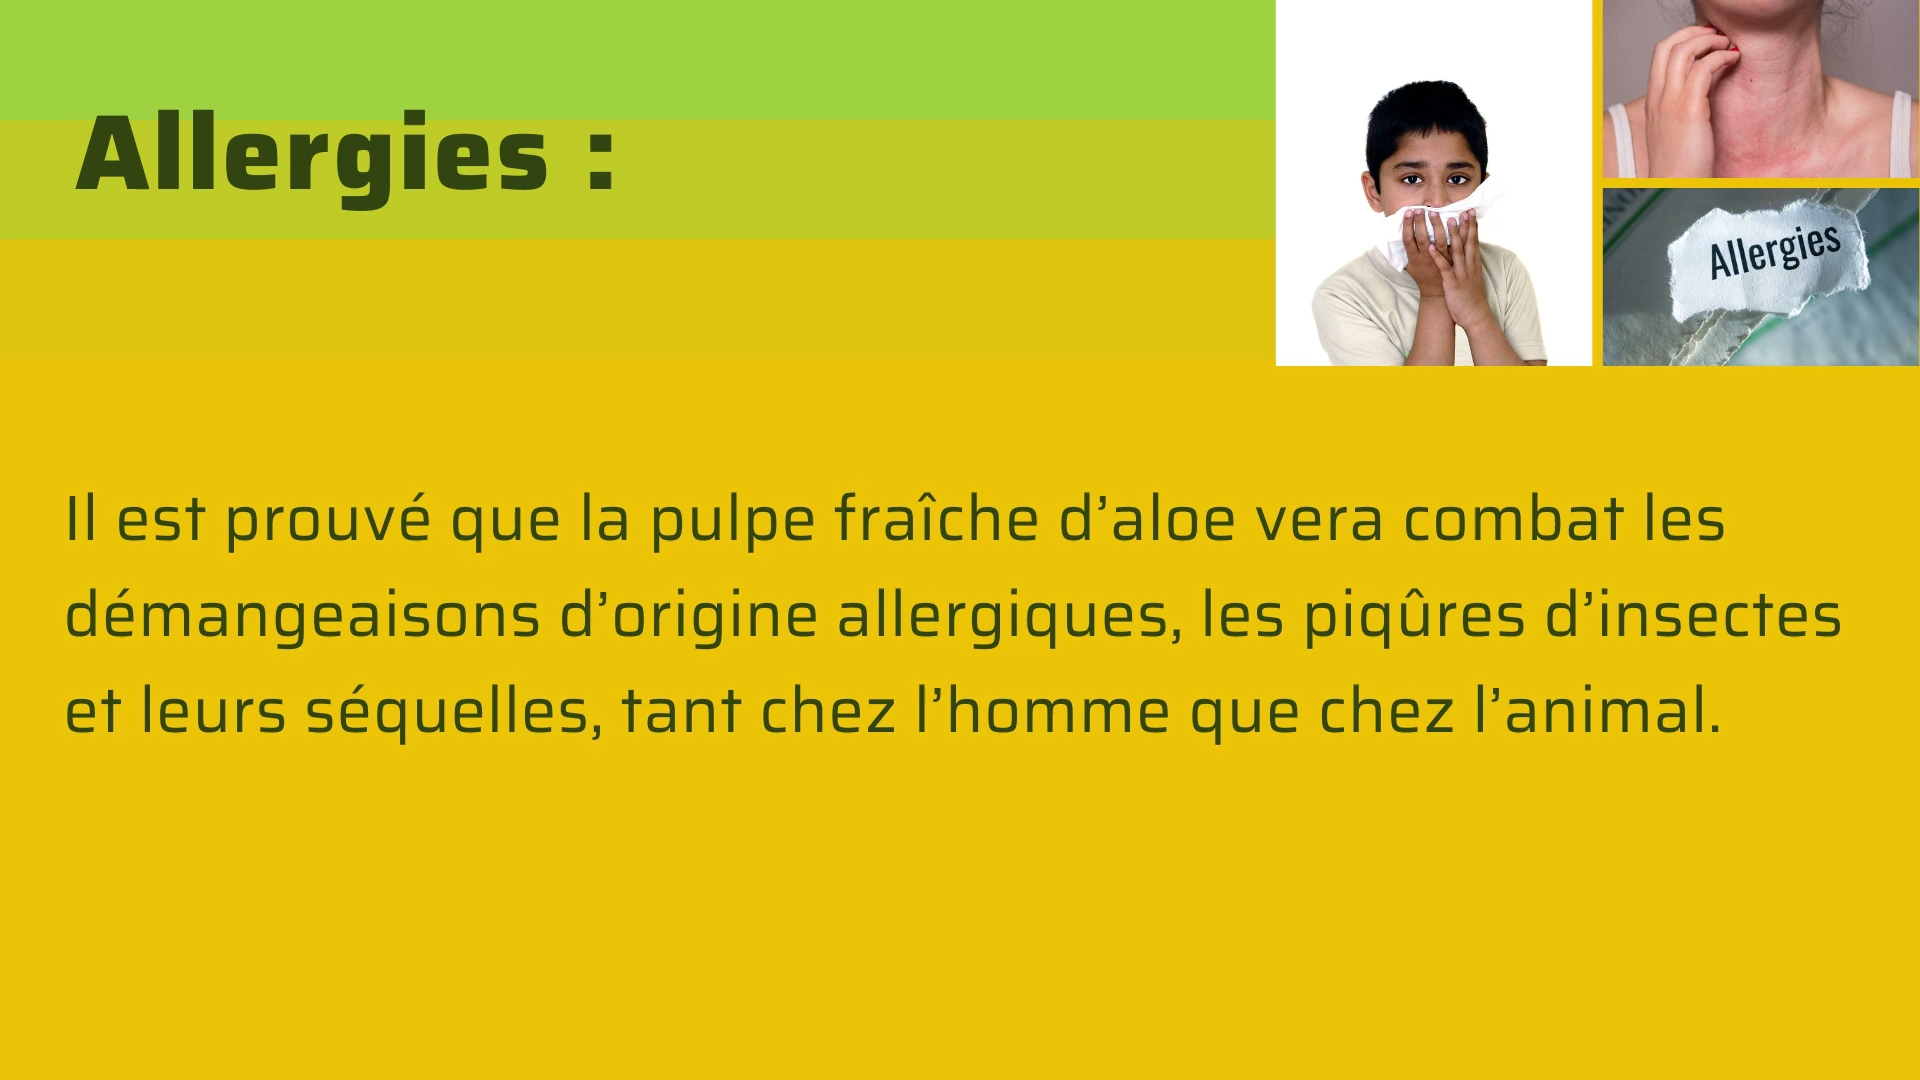 Allergies :
Allergies
Il est prouvé que la pulpe fraîche d’aloe vera combat les
démangeaisons d’origine allergiques, les piqûres d’insectes
et leurs séquelles, tant chez l’homme que chez l’animal.